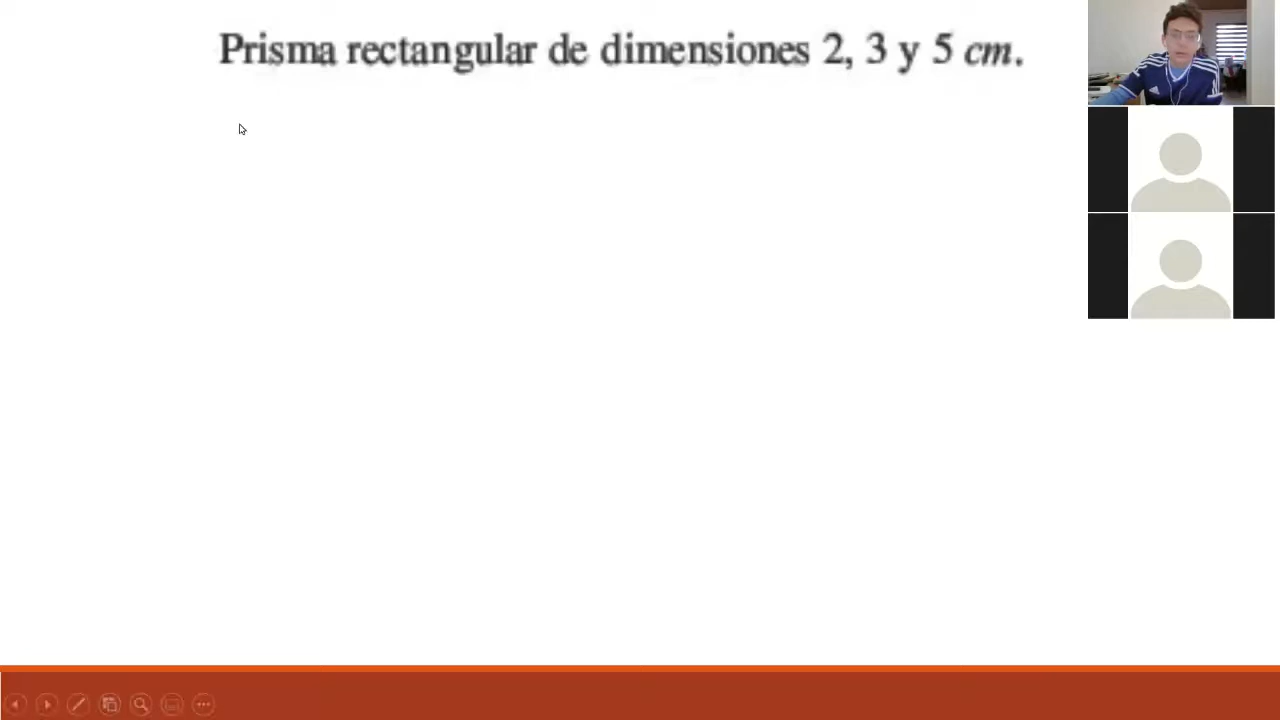 Prisma rectangular de dimensiones 2, 3 y 5 cm.